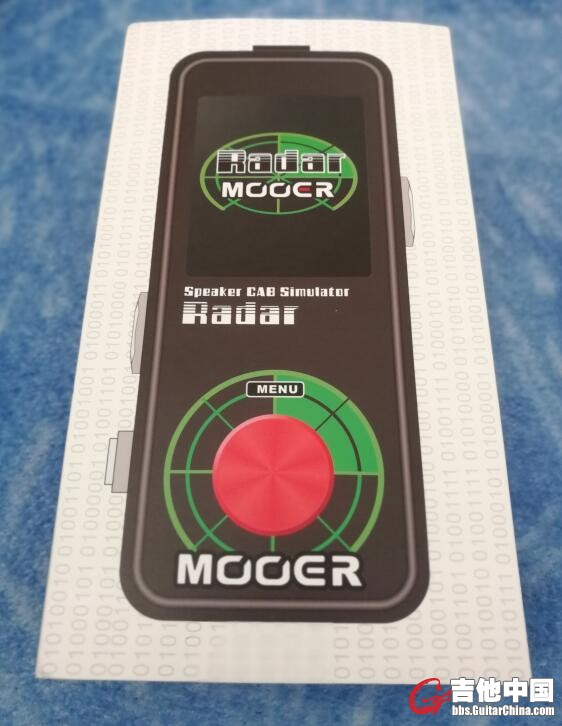 Radar
MOOER
Speaker CAB Simulator
Radar
MENU
MOOER
吉他中国
bbs.GuitarChina.com